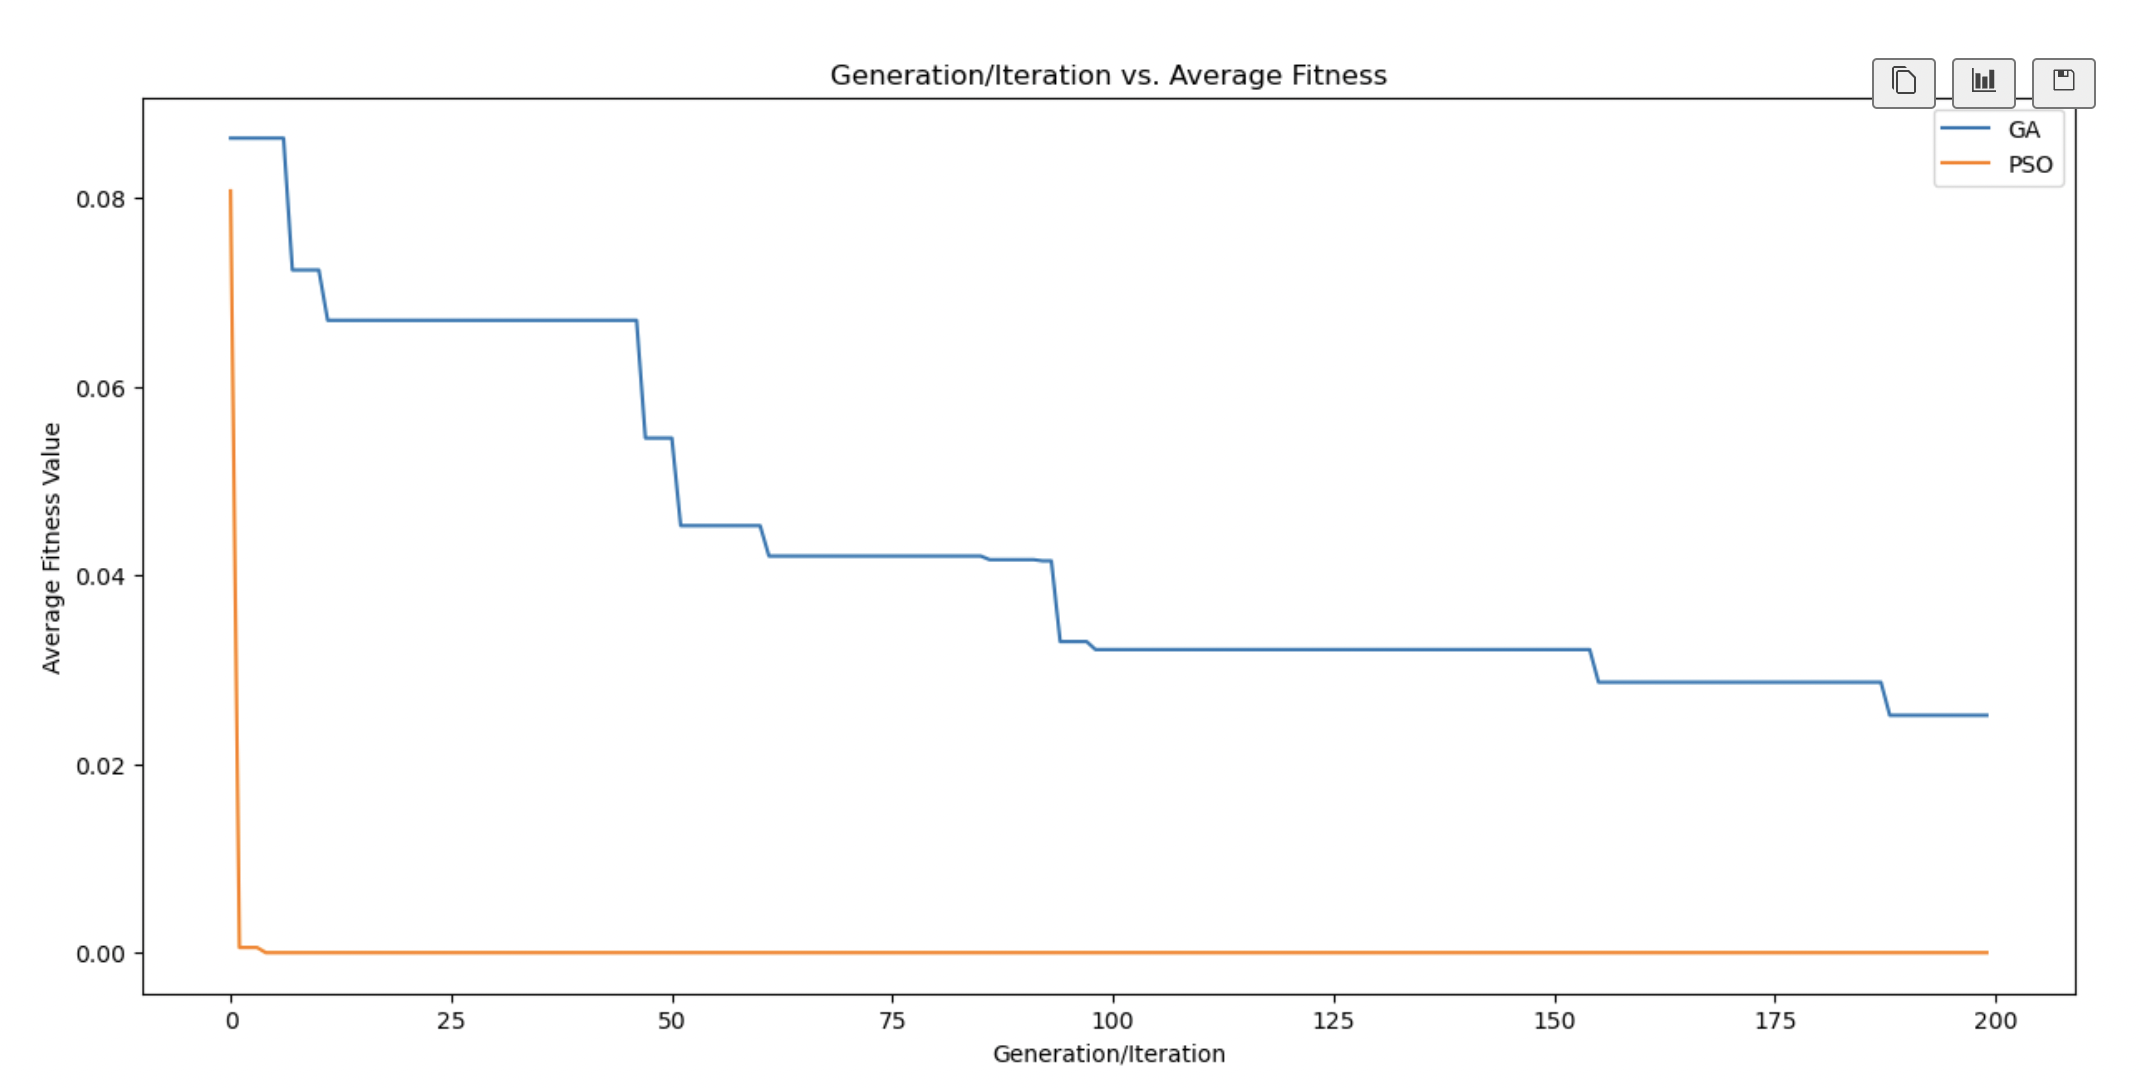 Generation/Iteration vs. Average Fitness
GA
PSO
0.08
0.06
0.04
0.02
0.00
Average Fitness Value
0 25 50 75 100 125 150 175 200
Generation/Iteration